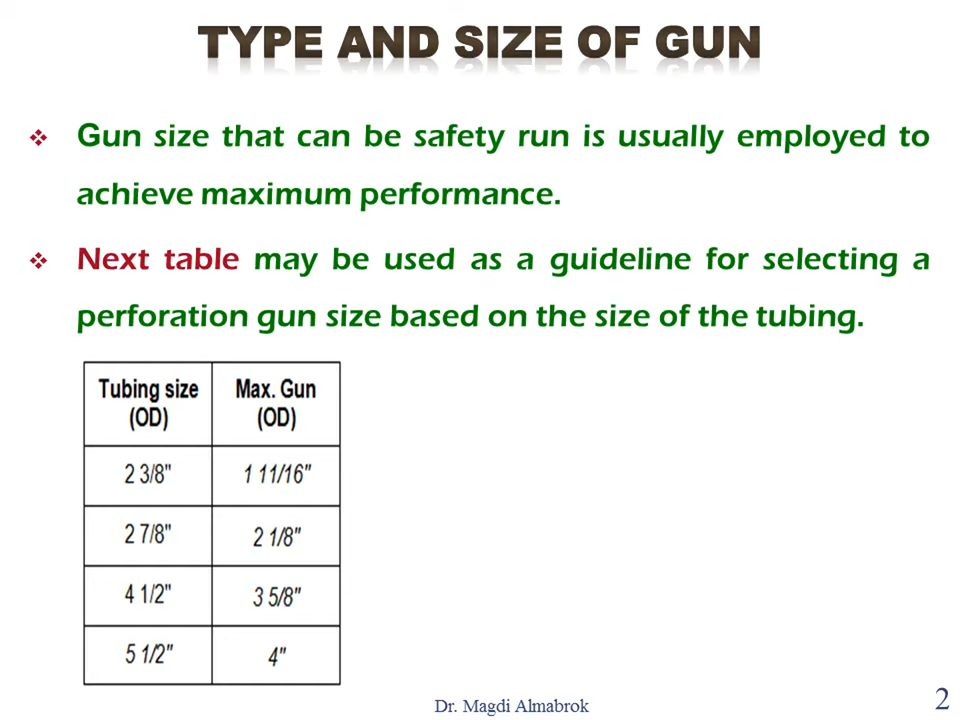 TYPE AND SIZE OF GUN
❖ Gun size that can be safety run is usually employed to
achieve maximum performance.
❖ Next table may be used as a guideline for selecting a
perforation gun size based on the size of the tubing.
Tubing size (OD) Max. Gun (OD)
2 3/8" 1 11/16"
2 7/8" 2 1/8"
4 1/2" 3 5/8"
5 1/2" 4"
Dr. Magdi Almabrok 2